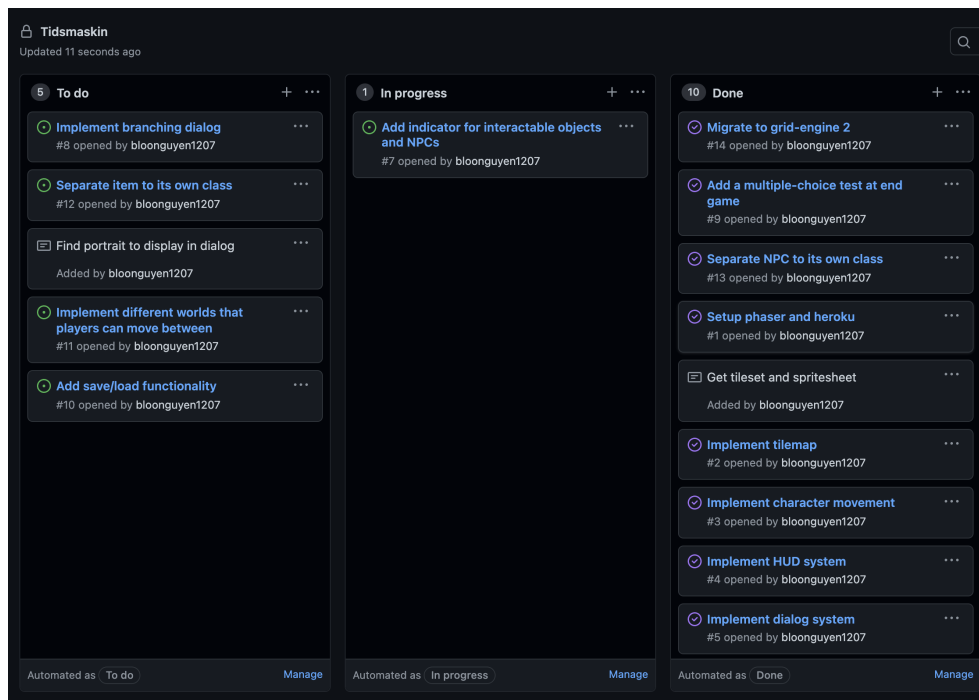 Tidsmaskin
Updated 11 seconds ago
5 To do
Implement branching dialog
#8 opened by bloonguyen1207
Separate item to its own class
#12 opened by bloonguyen1207
Find portrait to display in dialog
Added by bloonguyen1207
Implement different worlds that
players can move between
#11 opened by bloonguyen1207
Add save/load functionality
#10 opened by bloonguyen1207
Automated as To do Manage
1 In progress
Add indicator for interactable objects
and NPCs
#7 opened by bloonguyen1207
Automated as In progress Manage
10 Done
Migrate to grid-engine 2
#14 opened by bloonguyen1207
Add a multiple-choice test at end
game
#9 opened by bloonguyen1207
Separate NPC to its own class
#13 opened by bloonguyen1207
Setup phaser and heroku
#1 opened by bloonguyen1207
Get tileset and spritesheet
Added by bloonguyen1207
Implement tilemap
#2 opened by bloonguyen1207
Implement character movement
#3 opened by bloonguyen1207
Implement HUD system
#4 opened by bloonguyen1207
Implement dialog system
#5 opened by bloonguyen1207
Automated as Done Manage